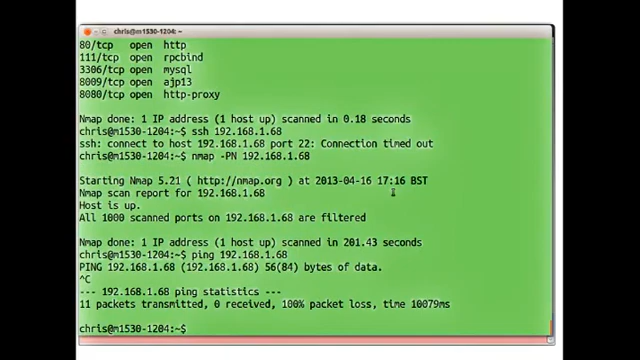 chris@m1530-1204: ~
80/tcp open http
111/tcp open rpcbind
3306/tcp open mysql
8009/tcp open ajp13
8080/tcp open http-proxy
Nmap done: 1 IP address (1 host up) scanned in 0.18 seconds
chris@m1530-1204:~$ ssh 192.168.1.68
ssh: connect to host 192.168.1.68 port 22: Connection timed out
chris@m1530-1204:~$ nmap -PN 192.168.1.68
Starting Nmap 5.21 ( http://nmap.org ) at 2013-04-16 17:16 BST
Nmap scan report for 192.168.1.68
Host is up.
All 1000 scanned ports on 192.168.1.68 are filtered
Nmap done: 1 IP address (1 host up) scanned in 201.43 seconds
chris@m1530-1204:~$ ping 192.168.1.68
PING 192.168.1.68 (192.168.1.68) 56(84) bytes of data.
^C
--- 192.168.1.68 ping statistics ---
11 packets transmitted, 0 received, 100% packet loss, time 10079ms
chris@m1530-1204:~$